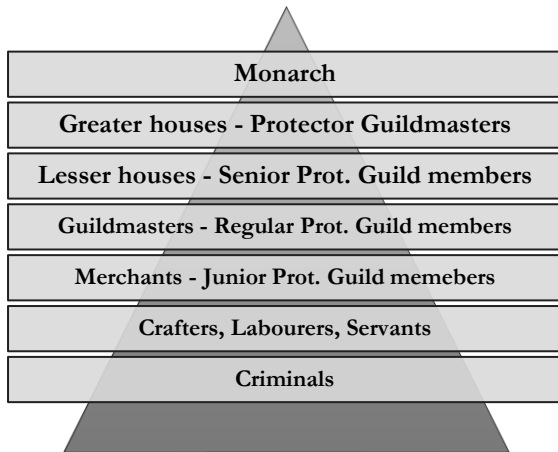 Monarch
Greater houses - Protector Guildmasters
Lesser houses - Senior Prot. Guild members
Guildmasters - Regular Prot. Guild members
Merchants - Junior Prot. Guild memebers
Crafters, Labourers, Servants
Criminals